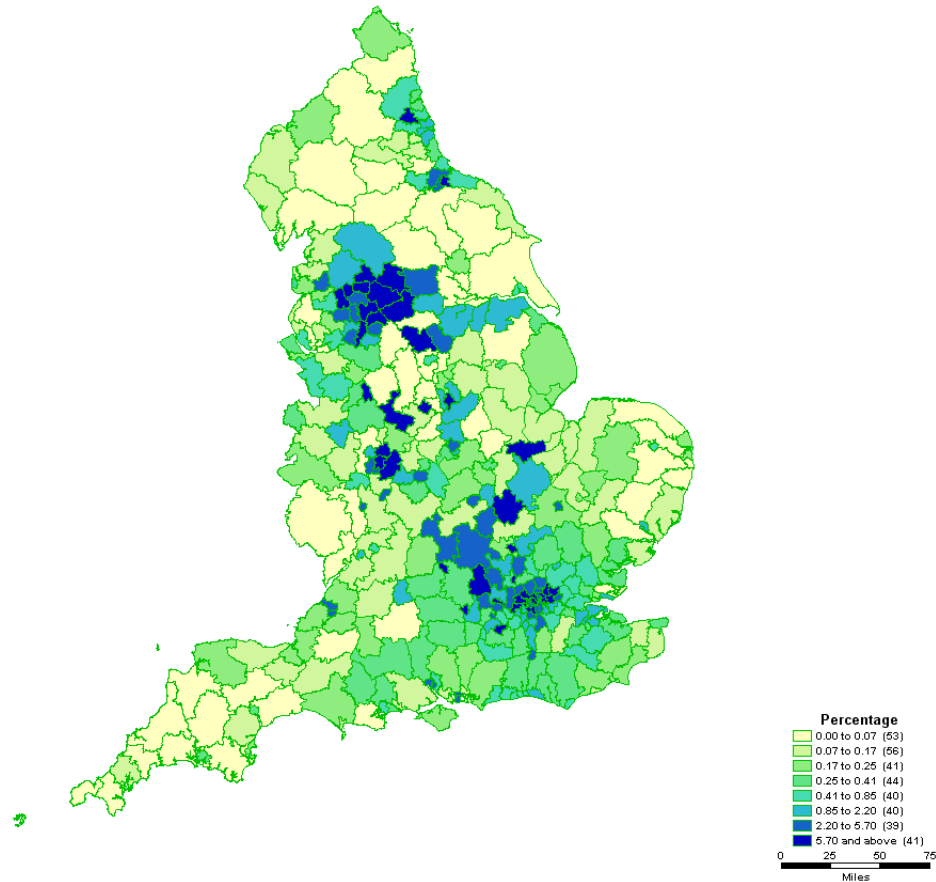 Percentage
0.00 to 0.07 (53)
0.07 to 0.17 (56)
0.17 to 0.25 (41)
0.25 to 0.41 (44)
0.41 to 0.85 (40)
0.85 to 2.20 (40)
2.20 to 5.70 (39)
5.70 and above (41)
0 25 50 75
Miles